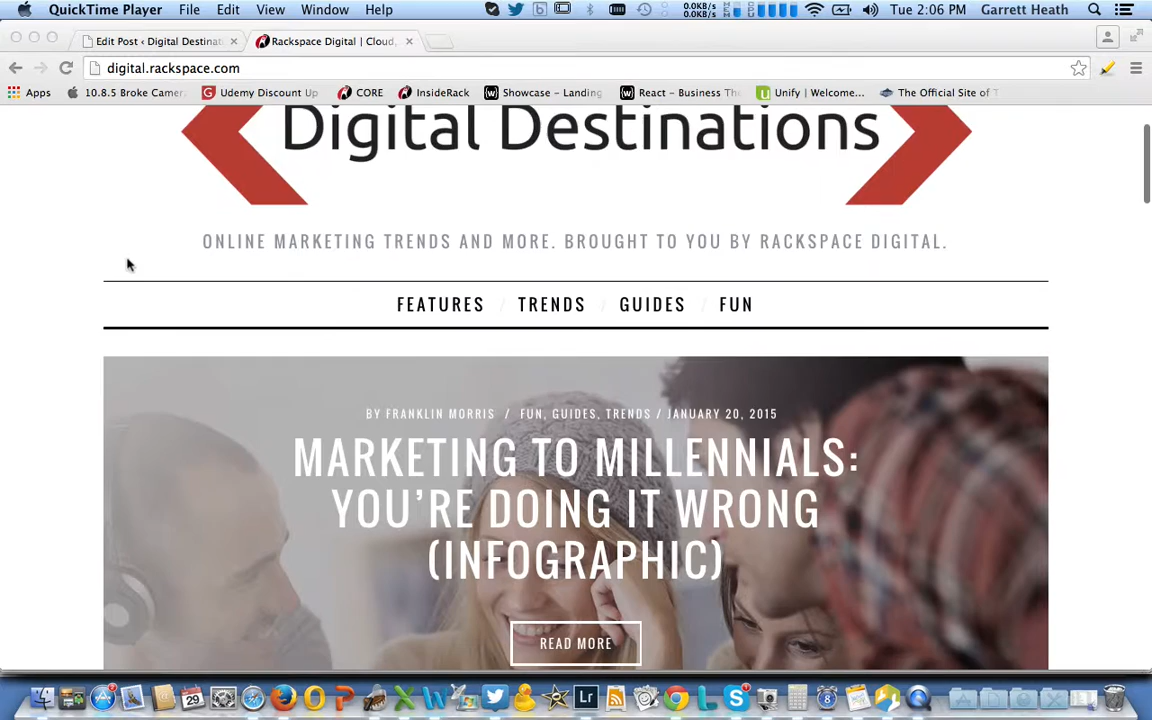 QuickTime Player File Edit View Window Help 0.0KB/s 0.0KB/s Tue 2:06 PM Garrett Heath
Edit Post ‹ Digital Destinat Rackspace Digital | Cloud,
digital.rackspace.com
Apps 10.8.5 Broke Camer Udemy Discount Up CORE InsideRack Showcase – Landing React – Business Th Unify | Welcome... The Official Site of T
Digital Destinations
ONLINE MARKETING TRENDS AND MORE. BROUGHT TO YOU BY RACKSPACE DIGITAL.
FEATURES / TRENDS / GUIDES / FUN
BY FRANKLIN MORRIS / FUN, GUIDES, TRENDS / JANUARY 20, 2015
MARKETING TO MILLENNIALS:
YOU'RE DOING IT WRONG
(INFOGRAPHIC)
READ MORE